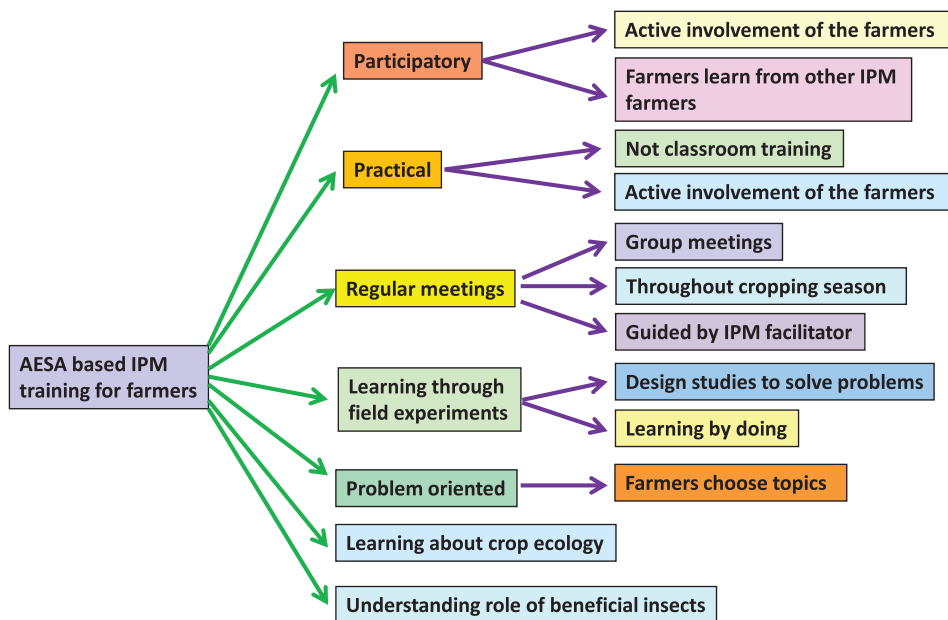 AESA based IPM
training for farmers
Participatory
Active involvement of the farmers
Farmers learn from other IPM
farmers
Practical
Not classroom training
Active involvement of the farmers
Regular meetings
Group meetings
Throughout cropping season
Guided by IPM facilitator
Learning through
field experiments
Design studies to solve problems
Learning by doing
Problem oriented
Farmers choose topics
Learning about crop ecology
Understanding role of beneficial insects